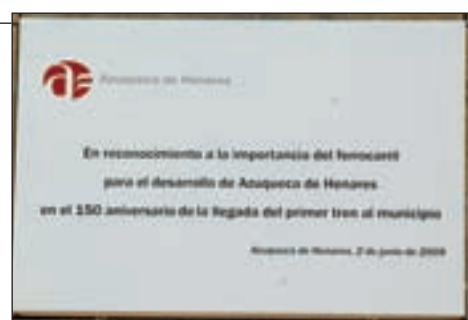 Azuqueca de Henares
En reconocimiento a la importancia del ferrocarril
para el desarrollo de Azuqueca de Henares
en el 150 aniversario de la llegada del primer tren al municipio
Azuqueca de Henares, 2 de junio de 2009